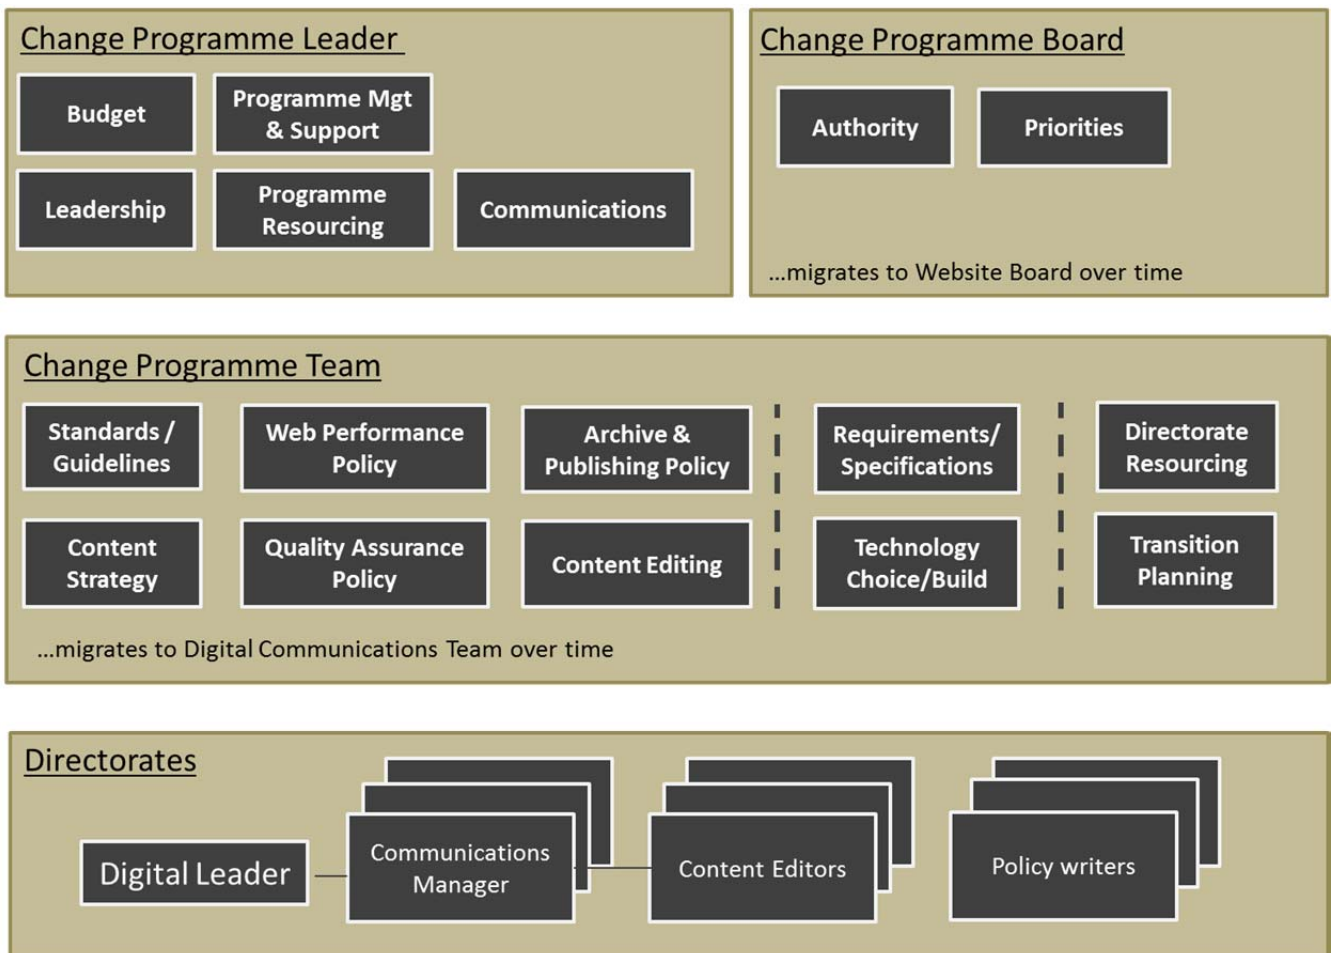 Change Programme Leader
Budget
Programme Mgt
& Support
Leadership
Programme
Resourcing
Communications
Change Programme Board
Authority
Priorities
...migrates to Website Board over time
Change Programme Team
Standards /
Guidelines
Web Performance
Policy
Archive &
Publishing Policy
Requirements/
Specifications
Directorate
Resourcing
Content
Strategy
Quality Assurance
Policy
Content Editing
Technology
Choice/Build
Transition
Planning
...migrates to Digital Communications Team over time
Directorates
Digital Leader
Communications
Manager
Content Editors
Policy writers